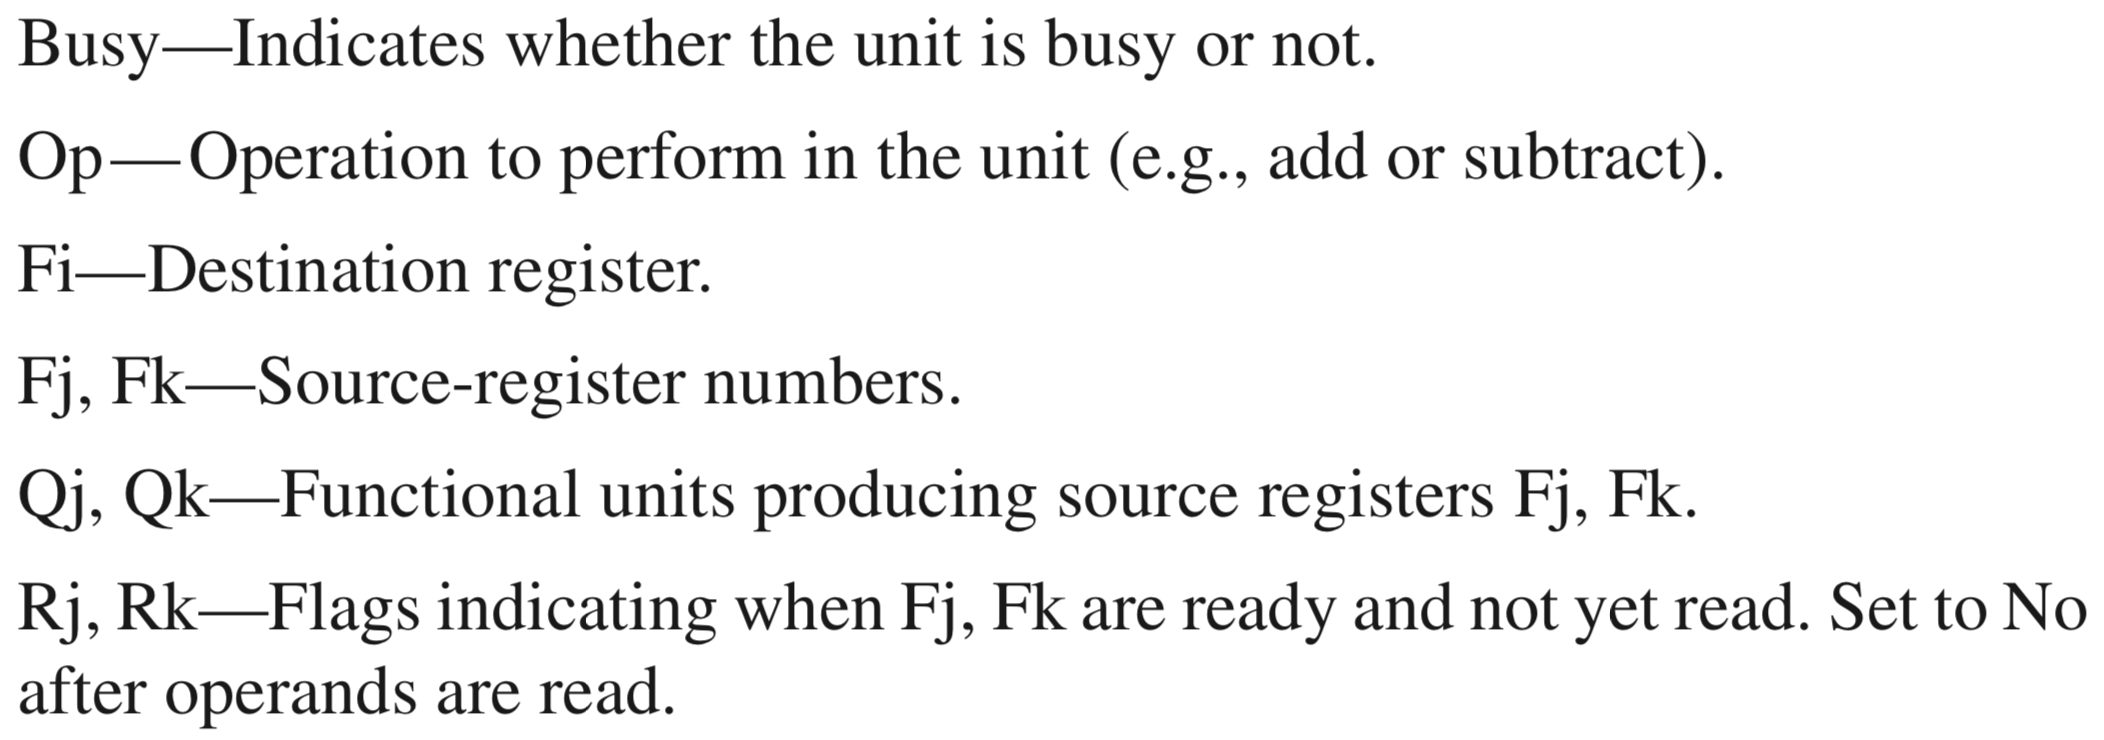 Busy—Indicates whether the unit is busy or not.
Op—Operation to perform in the unit (e.g., add or subtract).
Fi—Destination register.
Fj, Fk—Source-register numbers.
Qj, Qk—Functional units producing source registers Fj, Fk.
Rj, Rk—Flags indicating when Fj, Fk are ready and not yet read. Set to No
after operands are read.